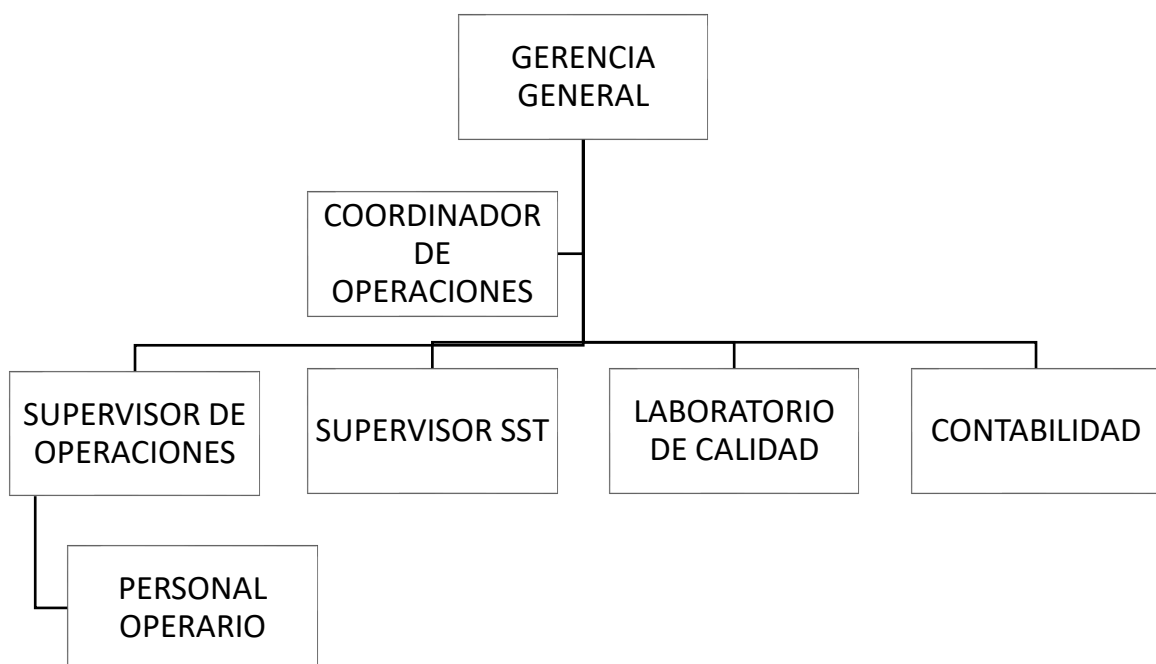 GERENCIA
GENERAL
COORDINADOR
DE
OPERACIONES
SUPERVISOR DE
OPERACIONES
SUPERVISOR SST
LABORATORIO
DE CALIDAD
CONTABILIDAD
PERSONAL
OPERARIO